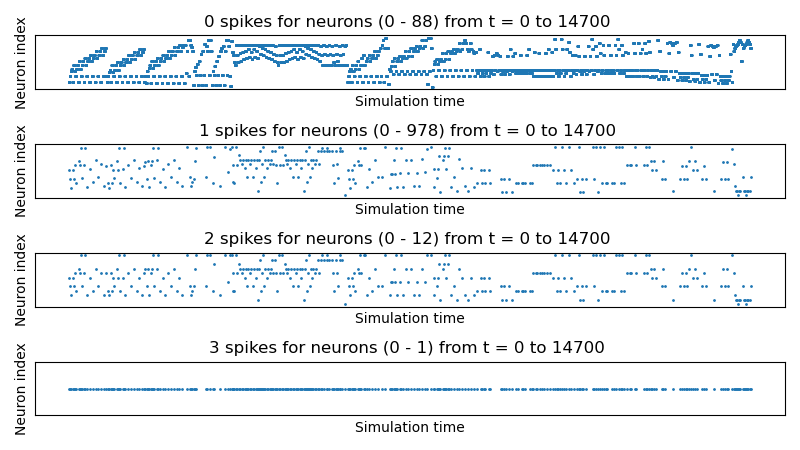 0 spikes for neurons (0 - 88) from t = 0 to 14700
Neuron index
Simulation time
1 spikes for neurons (0 - 978) from t = 0 to 14700
Neuron index
Simulation time
2 spikes for neurons (0 - 12) from t = 0 to 14700
Neuron index
Simulation time
3 spikes for neurons (0 - 1) from t = 0 to 14700
Neuron index
Simulation time